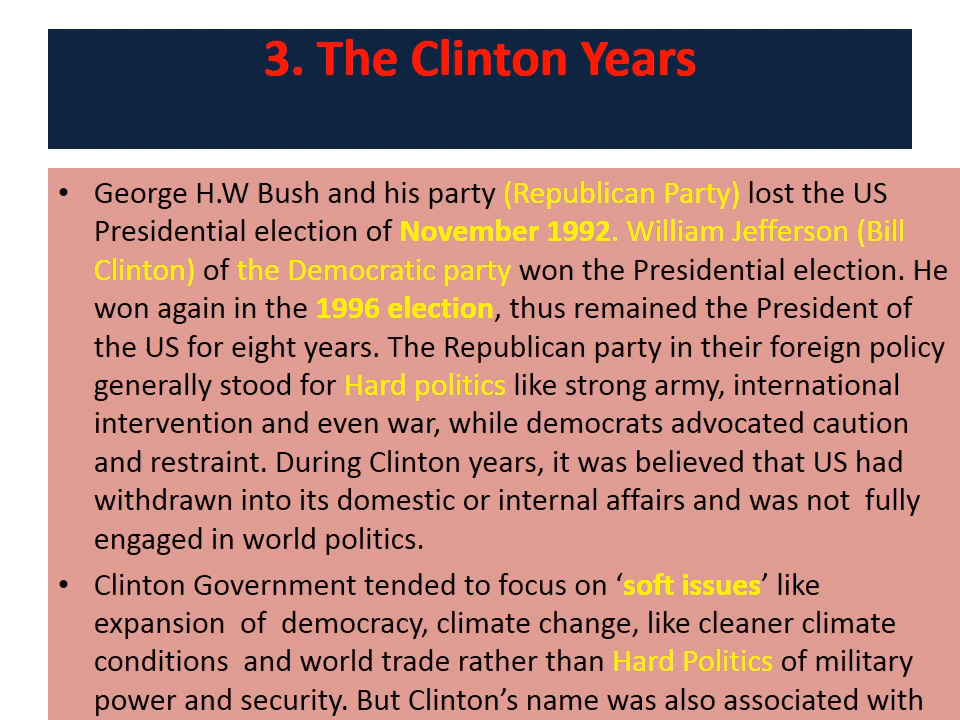 3. The Clinton Years
• George H.W Bush and his party (Republican Party) lost the US
Presidential election of November 1992. William Jefferson (Bill
Clinton) of the Democratic party won the Presidential election. He
won again in the 1996 election, thus remained the President of
the US for eight years. The Republican party in their foreign policy
generally stood for Hard politics like strong army, international
intervention and even war, while democrats advocated caution
and restraint. During Clinton years, it was believed that US had
withdrawn into its domestic or internal affairs and was not  fully
engaged in world politics.
• Clinton Government tended to focus on ‘soft issues’ like
expansion  of  democracy, climate change, like cleaner climate
conditions  and world trade rather than Hard Politics of military
power and security. But Clinton’s name was also associated with